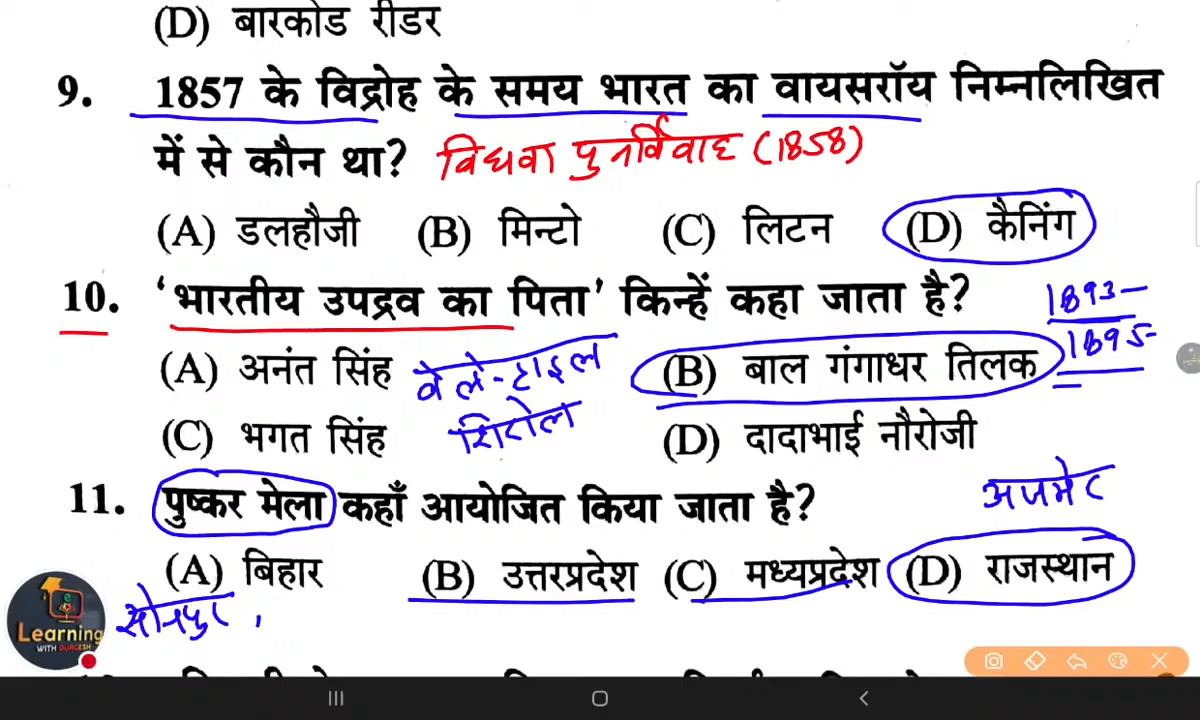 (D) बारकोड रीडर
9. 1857 के विद्रोह के समय भारत का वायसरॉय निम्नलिखित
में से कौन था? विधवा पुनर्विवाह (1858)
(A) डलहौजी (B) मिन्टो (C) लिटन (D) कैनिंग
10. 'भारतीय उपद्रव का पिता' किन्हें कहा जाता है? 1893-
1895-
(A) अनंत सिंह वेलेन्टाइल (B) बाल गंगाधर तिलक
(C) भगत सिंह शिरोल (D) दादाभाई नौरोजी
11. पुष्कर मेला कहाँ आयोजित किया जाता है? अजमेर
(A) बिहार (B) उत्तरप्रदेश (C) मध्यप्रदेश (D) राजस्थान
सोनपुर,
Learning
WITH DURGESH